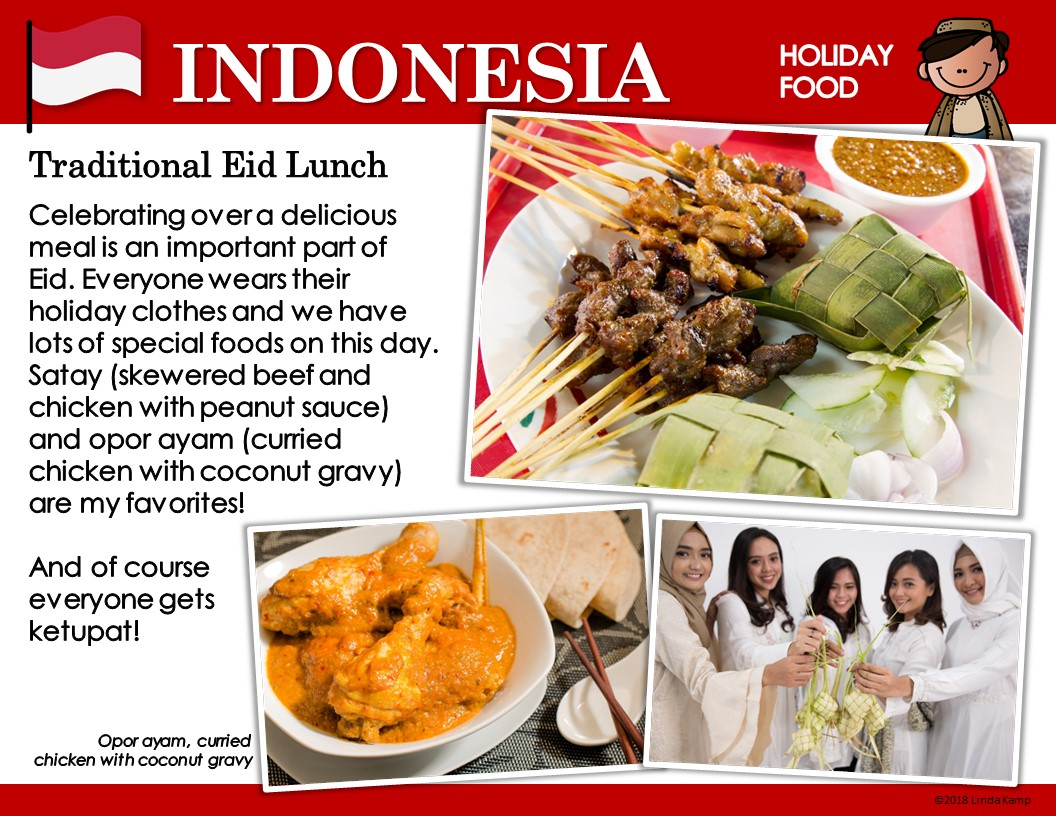 INDONESIA
HOLIDAY
FOOD
Traditional Eid Lunch
Celebrating over a delicious
meal is an important part of
Eid. Everyone wears their
holiday clothes and we have
lots of special foods on this day.
Satay (skewered beef and
chicken with peanut sauce)
and opor ayam (curried
chicken with coconut gravy)
are my favorites!
And of course
everyone gets
ketupat!
Opor ayam, curried
chicken with coconut gravy
©2018 Linda Kamp